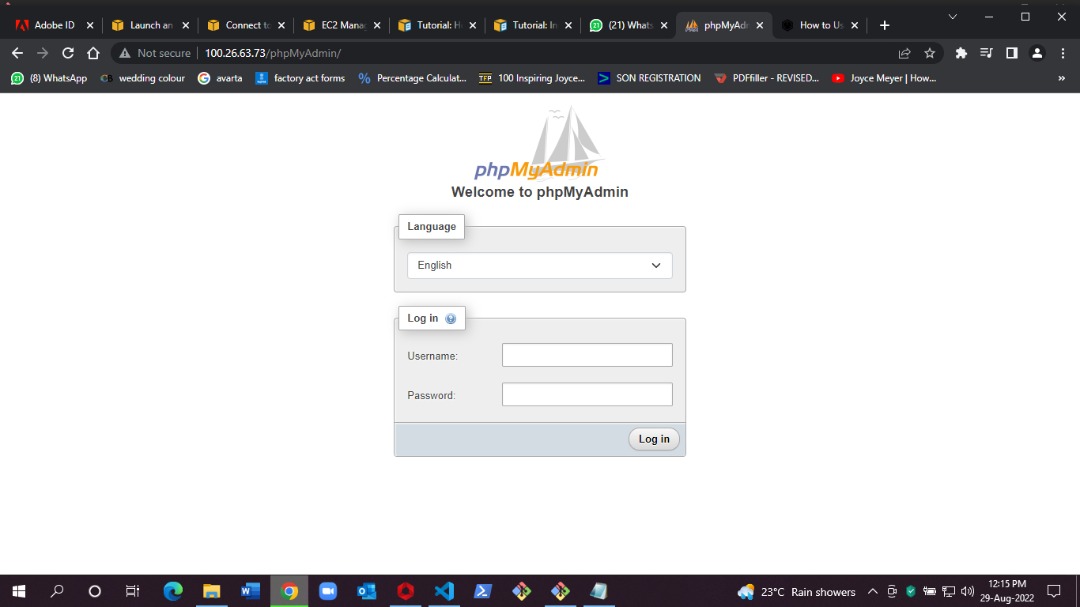 Adobe ID
Launch an
Connect to
EC2 Mana
Tutorial: H
Tutorial: In
(21) Whats
phpMyAdm
How to Us
Not secure
100.26.63.73/phpMyAdmin/
(8) WhatsApp
wedding colour
avarta
factory act forms
Percentage Calculat...
100 Inspiring Joyce...
SON REGISTRATION
PDFfiller - REVISED...
Joyce Meyer | How...
phpMyAdmin
Welcome to phpMyAdmin
Language
English
Log in
Username:
Password:
Log in
23°C Rain showers
12:15 PM
29-Aug-2022